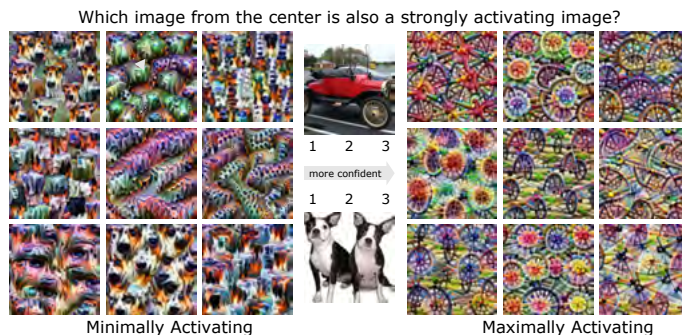 Which image from the center is also a strongly activating image?
1 2 3
more confident
1 2 3
Minimally Activating
Maximally Activating